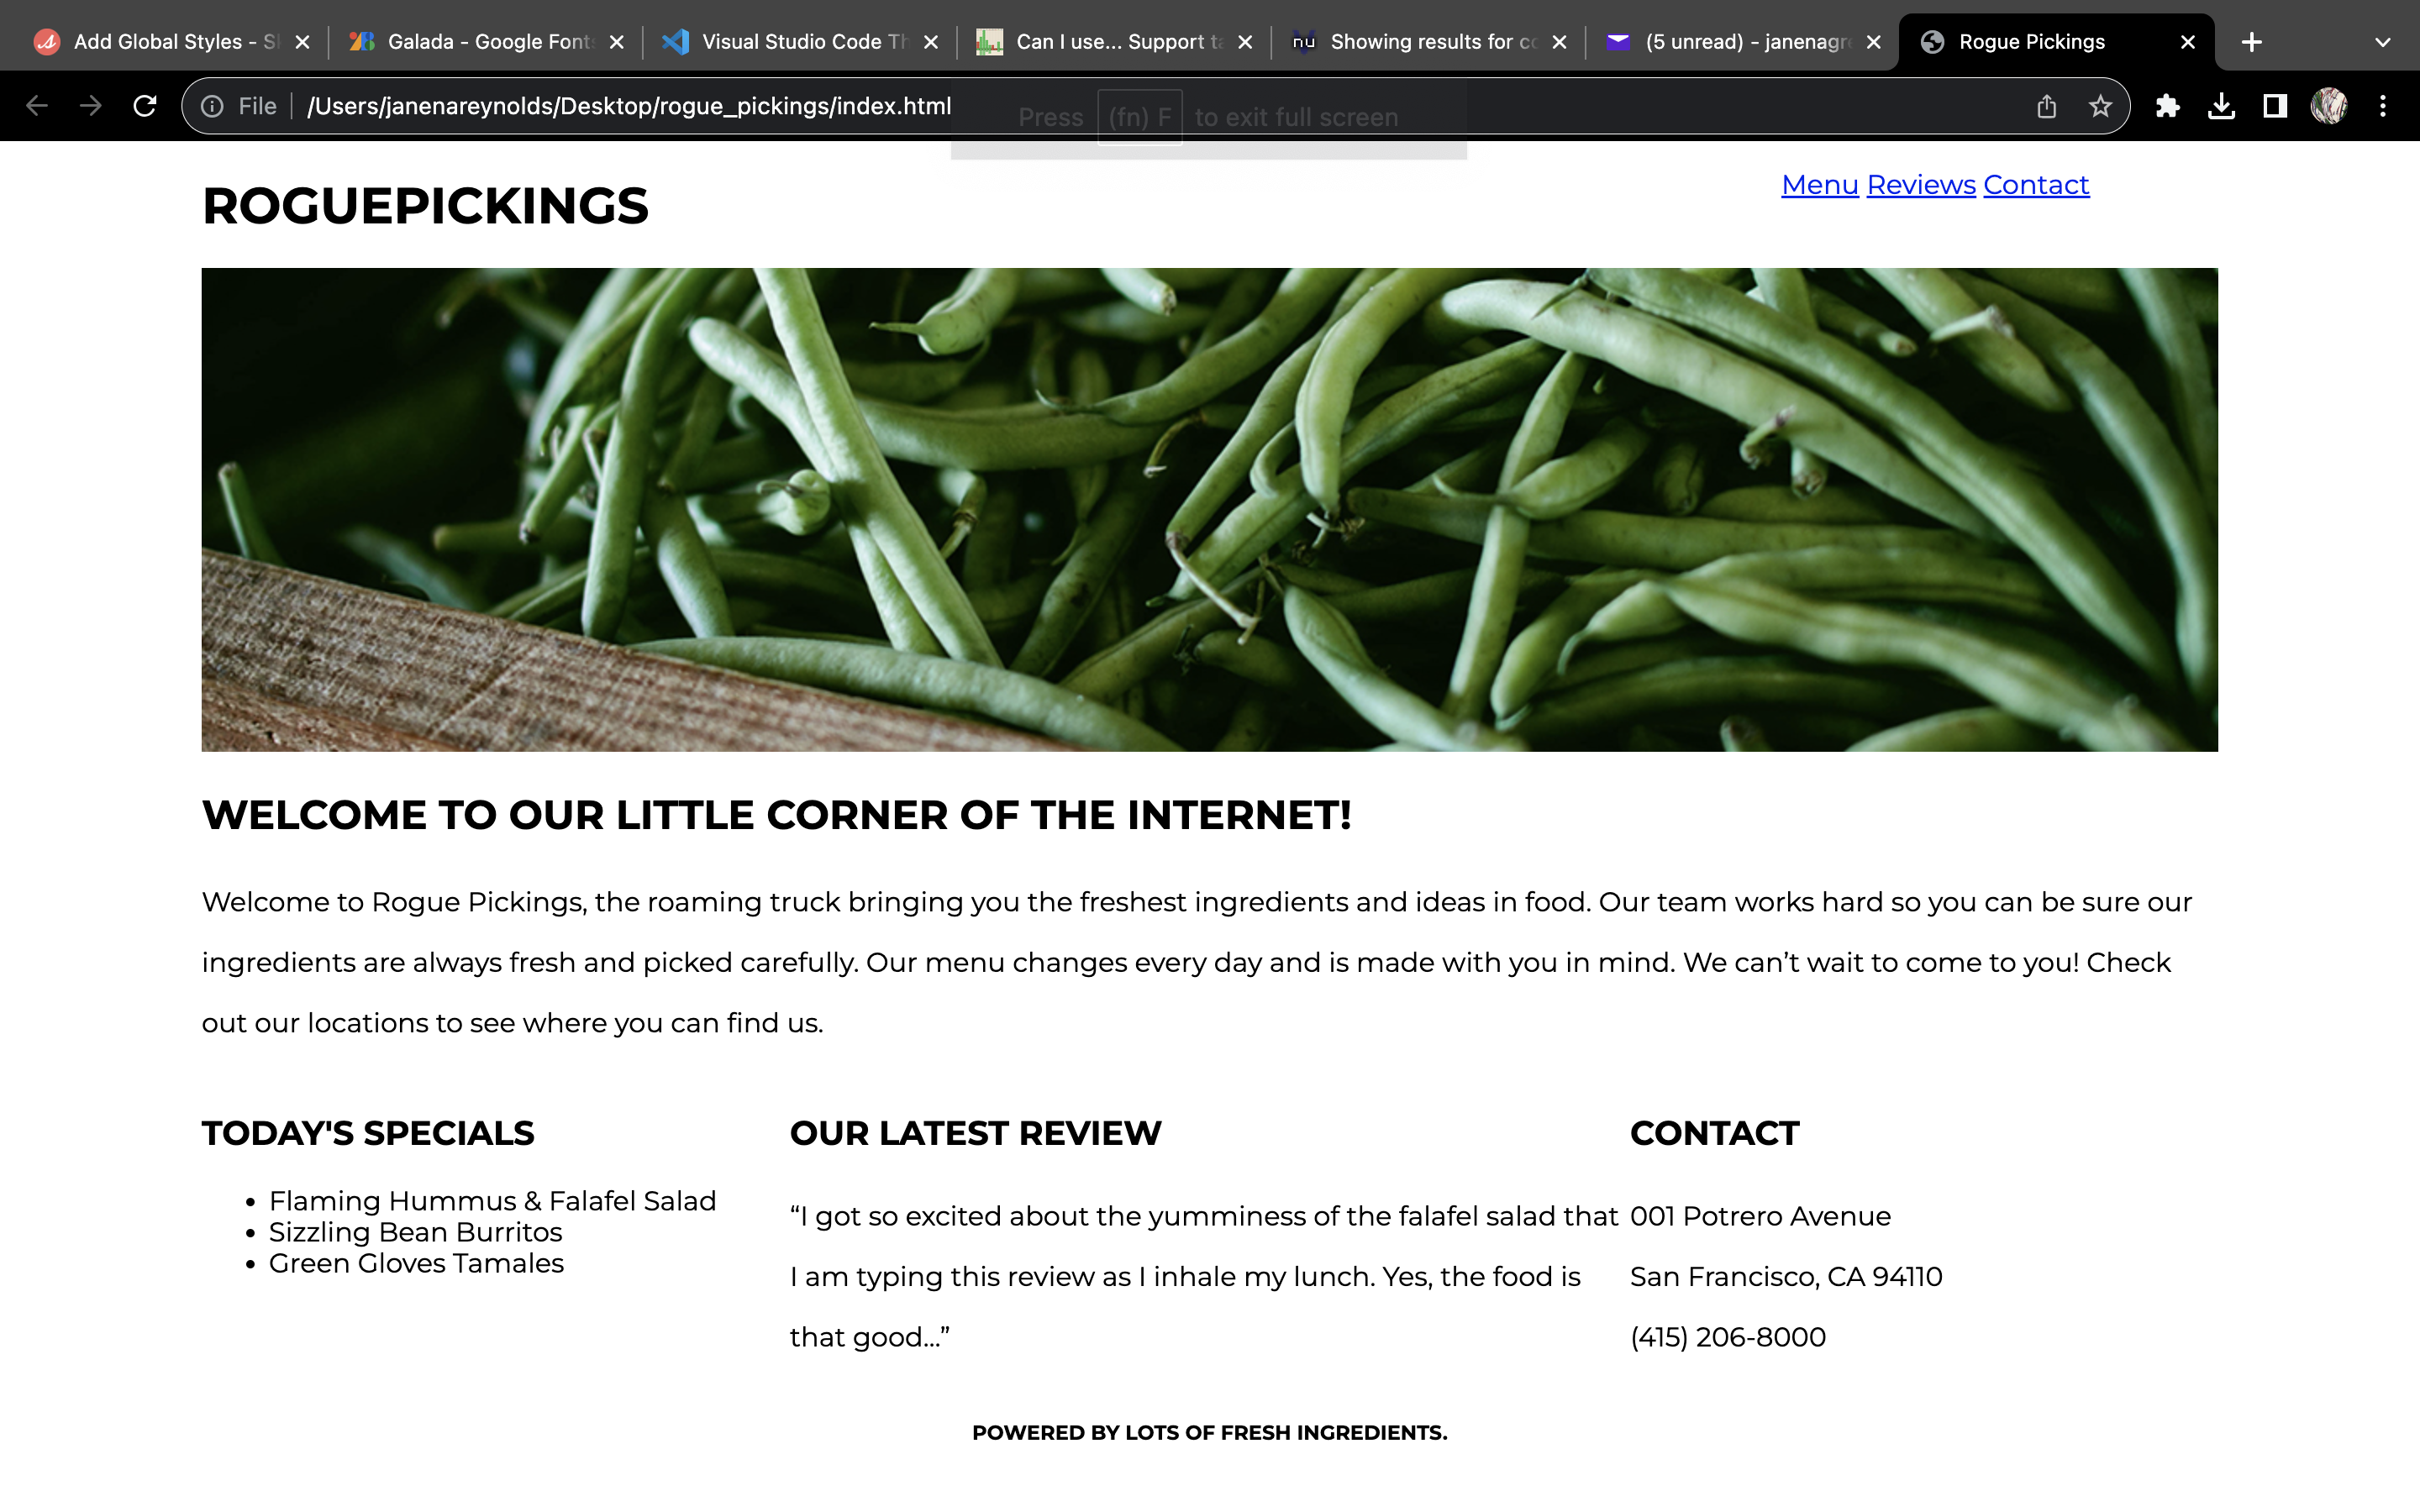 Add Global Styles - S
Galada - Google Font
Visual Studio Code Th
Can I use... Support ta
nu
Showing results for co
(5 unread) - janenagre
Rogue Pickings
File
/Users/janenareynolds/Desktop/rogue_pickings/index.html
Press (fn) F to exit full screen
ROGUEPICKINGS
Menu Reviews Contact
WELCOME TO OUR LITTLE CORNER OF THE INTERNET!
Welcome to Rogue Pickings, the roaming truck bringing you the freshest ingredients and ideas in food. Our team works hard so you can be sure our
ingredients are always fresh and picked carefully. Our menu changes every day and is made with you in mind. We can’t wait to come to you! Check
out our locations to see where you can find us.
TODAY'S SPECIALS
Flaming Hummus & Falafel Salad
Sizzling Bean Burritos
Green Gloves Tamales
OUR LATEST REVIEW
“I got so excited about the yumminess of the falafel salad that
I am typing this review as I inhale my lunch. Yes, the food is
that good...”
CONTACT
001 Potrero Avenue
San Francisco, CA 94110
(415) 206-8000
POWERED BY LOTS OF FRESH INGREDIENTS.